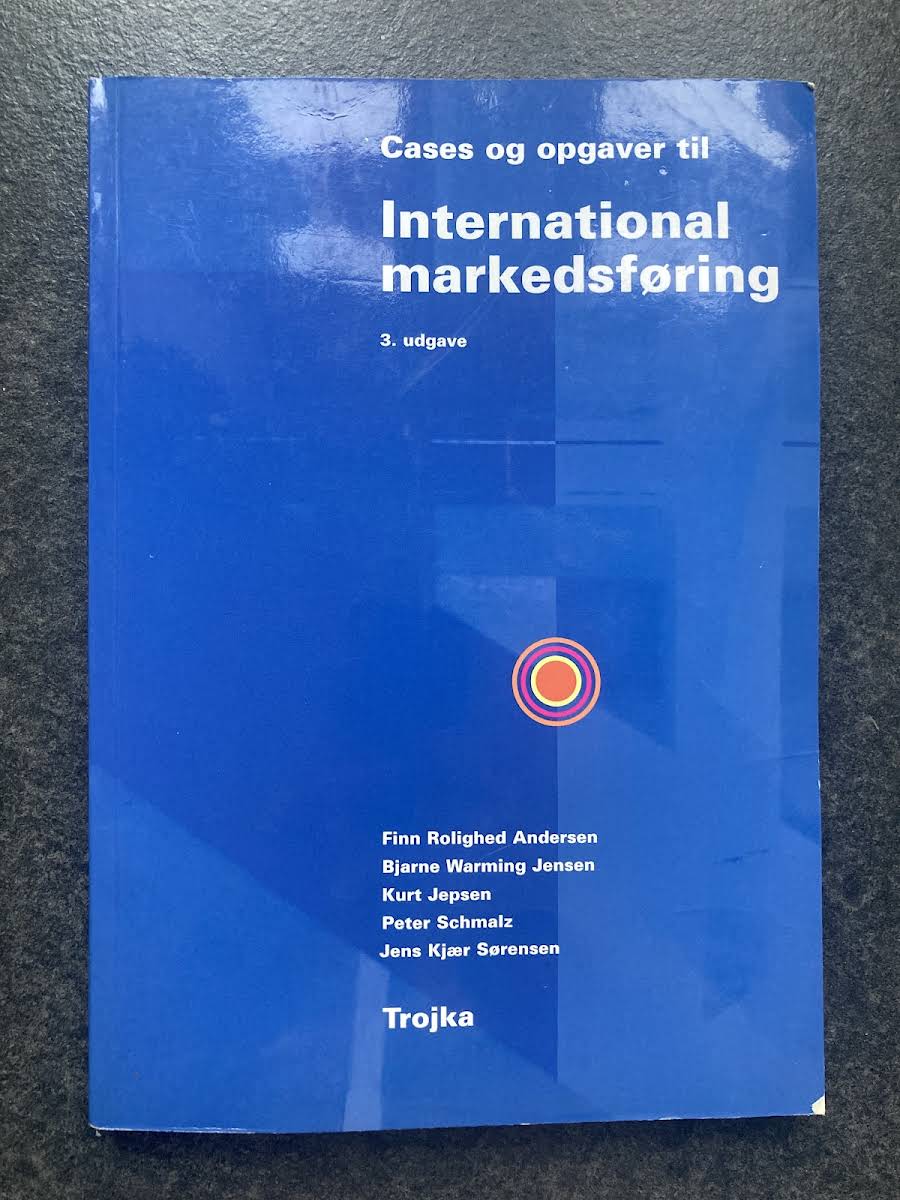 Cases og opgaver til
International
markedsføring
3. udgave
Finn Rolighed Andersen
Bjarne Warming Jensen
Kurt Jepsen
Peter Schmalz
Jens Kjær Sørensen
Trojka